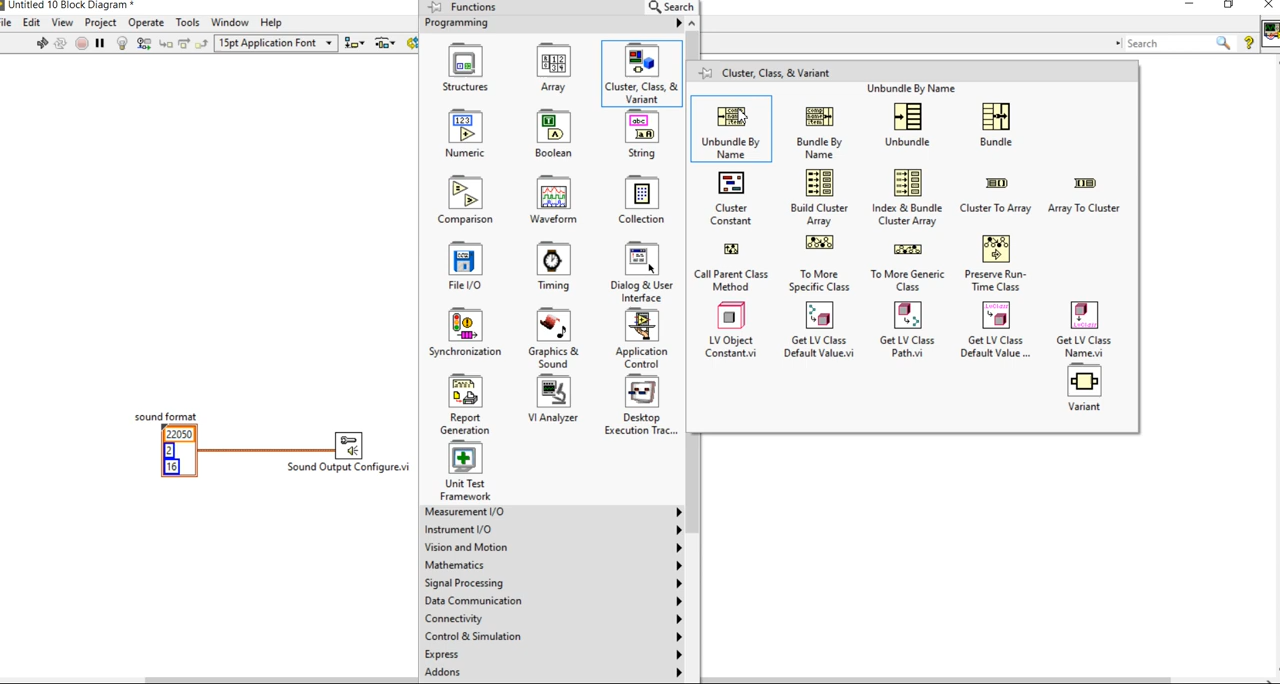 Untitled 10 Block Diagram *
ile Edit View Project Operate Tools Window Help
15pt Application Font
Search
Functions
Search
Programming
Structures
Array
Cluster, Class, &
Variant
Numeric
Boolean
String
Comparison
Waveform
Collection
File I/O
Timing
Dialog & User
Interface
Synchronization
Graphics &
Sound
Application
Control
Report
Generation
VI Analyzer
Desktop
Execution Trac...
Unit Test
Framework
Measurement I/O
Instrument I/O
Vision and Motion
Mathematics
Signal Processing
Data Communication
Connectivity
Control & Simulation
Express
Addons
Cluster, Class, & Variant
Unbundle By Name
Unbundle By
Name
Bundle By
Name
Unbundle
Bundle
Cluster
Constant
Build Cluster
Array
Index & Bundle
Cluster Array
Cluster To Array
Array To Cluster
Call Parent Class
Method
To More
Specific Class
To More Generic
Class
Preserve Run-
Time Class
LV Object
Constant.vi
Get LV Class
Default Value.vi
Get LV Class
Path.vi
Get LV Class
Default Value ...
Get LV Class
Name.vi
Variant
sound format
22050
2
16
Sound Output Configure.vi